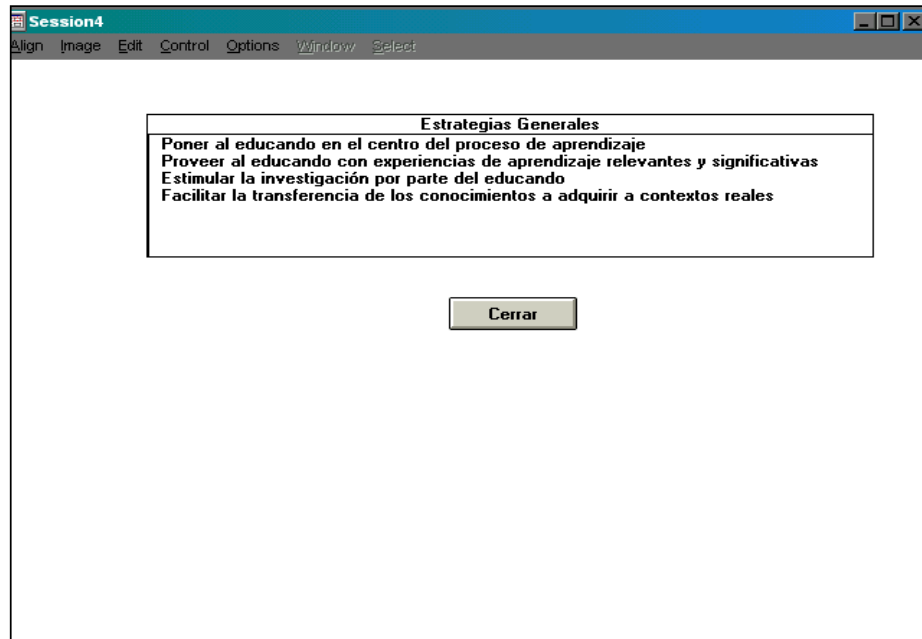 Session4
Align Image Edit Control Options Window Select
Estrategias Generales
Poner al educando en el centro del proceso de aprendizaje
Proveer al educando con experiencias de aprendizaje relevantes y significativas
Estimular la investigación por parte del educando
Facilitar la transferencia de los conocimientos a adquirir a contextos reales
Cerrar